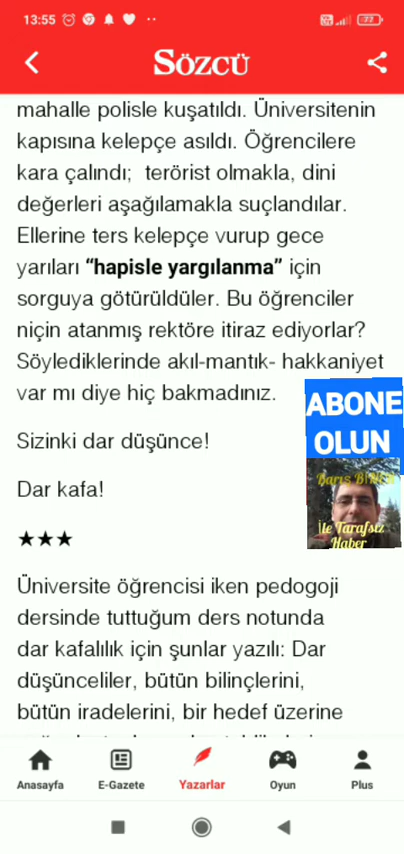 13:55
77
SÖZCÜ
mahalle polisle kuşatıldı. Üniversitenin
kapısına kelepçe asıldı. Öğrencilere
kara çalındı;  terörist olmakla, dini
değerleri aşağılamakla suçlandılar.
Ellerine ters kelepçe vurup gece
yarıları “hapisle yargılanma” için
sorguya götürüldüler. Bu öğrenciler
niçin atanmış rektöre itiraz ediyorlar?
Söylediklerinde akıl-mantık- hakkaniyet
var mı diye hiç bakmadınız.
ABONE
OLUN
Sizinki dar düşünce!
Barış
İle Tarafsız
Haber
Dar kafa!
★★★
Üniversite öğrencisi iken pedogoji
dersinde tuttuğum ders notunda
dar kafalılık için şunlar yazılı: Dar
düşünceliler, bütün bilinçlerini,
bütün iradelerini, bir hedef üzerine
Anasayfa
E-Gazete
Yazarlar
Oyun
Plus